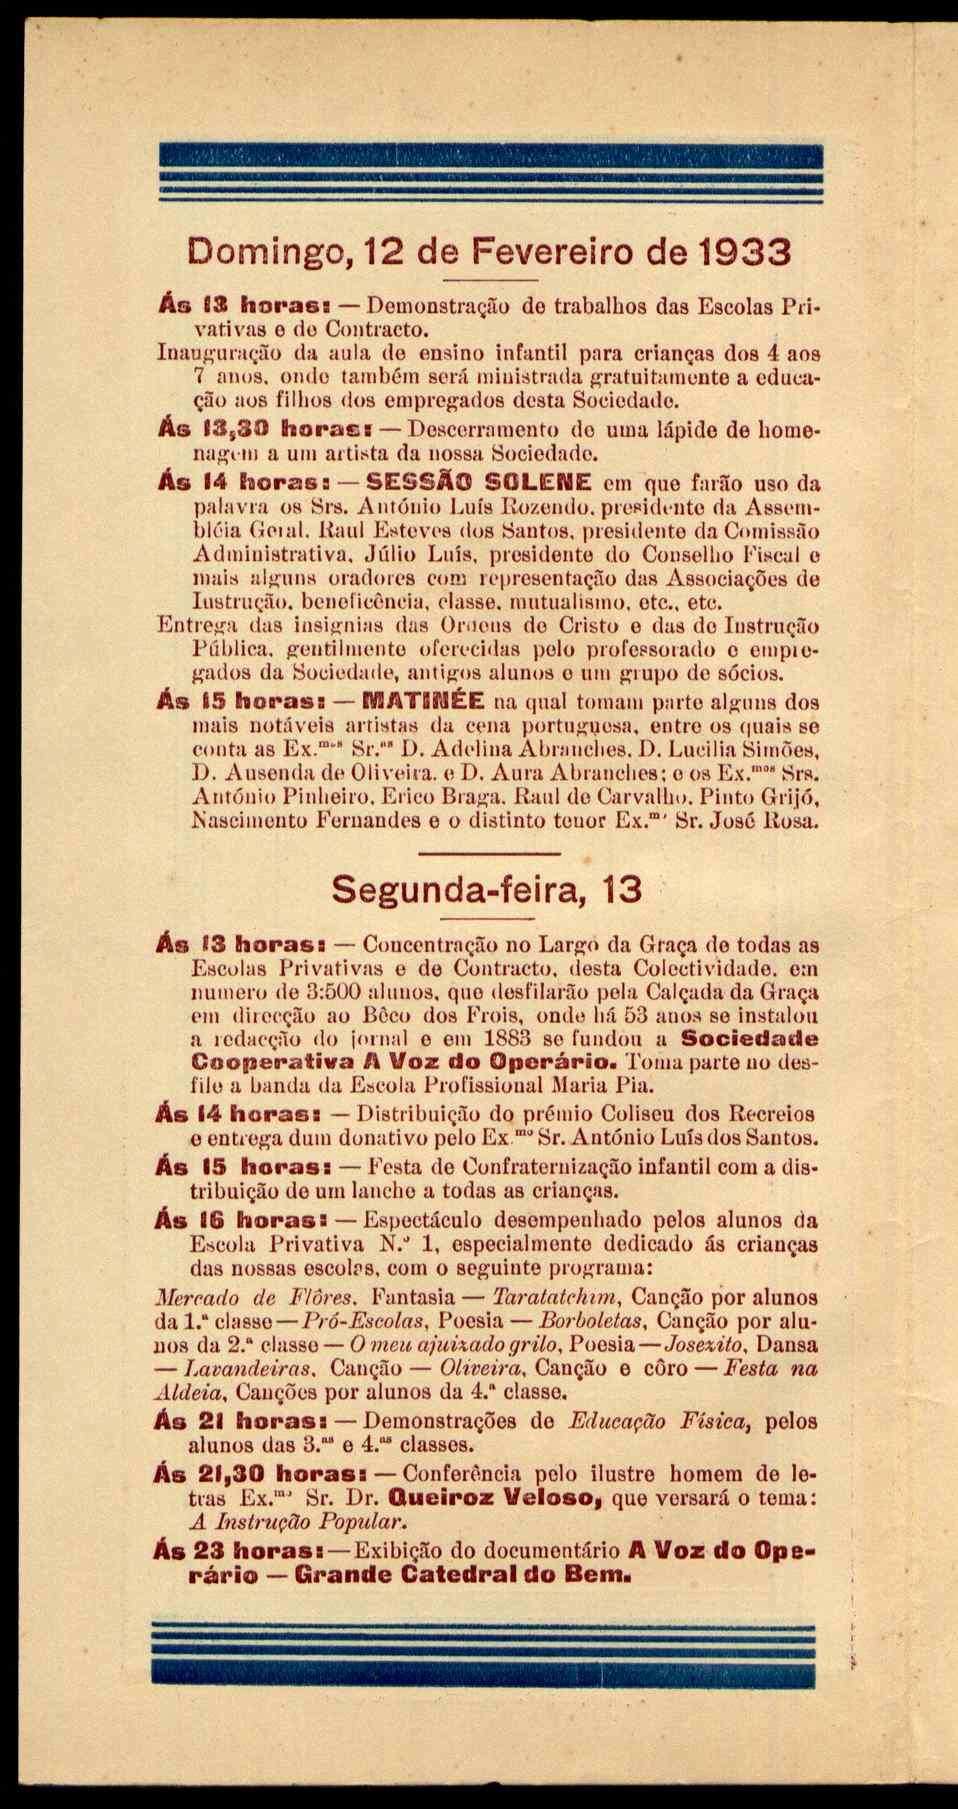 Domingo, 12 de Fevereiro de 1933
Ás 13 horas: — Demonstração de trabalhos das Escolas Pri-
vativas e de Contracto.
Inauguração da aula de ensino infantil para crianças dos 4 aos
7 anos, onde também será ministrada gratuitamente a educa-
ção aos filhos dos empregados desta Sociedade.
Ás 13,30 horas: — Descerramento de uma lápide de home-
nagem a um artista da nossa Sociedade.
Ás 14 horas: — SESSÃO SOLENE em que farão uso da
palavra os Srs. António Luís Rozendo, presidente da Assem-
bléia Geral, Raul Esteves dos Santos, presidente da Comissão
Administrativa, Júlio Luís, presidente do Conselho Fiscal e
mais alguns oradores com representação das Associações de
Instrução, beneficência, classe, mutualismo, etc., etc.
Entrega das insignias das Ordens de Cristo e das de Instrução
Pública, gentilmente oferecidas pelo professorado e empre-
gados da Sociedade, antigos alunos e um grupo de sócios.
Ás 15 horas: — MATINÉE na qual tomam parte alguns dos
mais notáveis artistas da cena portuguesa, entre os quais se
conta as Ex.mas Sr.as D. Adelina Abranches, D. Lucilia Simões,
D. Ausenda de Oliveira, e D. Aura Abranches; e os Ex.mos Srs.
António Pinheiro, Erico Braga, Raul de Carvalho, Pinto Grijó,
Nascimento Fernandes e o distinto tenor Ex.mo Sr. José Rosa.
Segunda-feira, 13
Ás 13 horas: — Concentração no Largo da Graça de todas as
Escolas Privativas e de Contracto, desta Colectividade, em
numero de 3:500 alunos, que desfilarão pela Calçada da Graça
em direcção ao Bêco dos Frois, onde há 53 anos se instalou
a redacção do jornal e em 1883 se fundou a Sociedade
Cooperativa A Voz do Operário. Toma parte no des-
file a banda da Escola Profissional Maria Pia.
Ás 14 horas: — Distribuição do prémio Coliseu dos Recreios
e entrega dum donativo pelo Ex.mo Sr. António Luís dos Santos.
Ás 15 horas: — Festa de Confraternização infantil com a dis-
tribuição de um lanche a todas as crianças.
Ás 16 horas: — Espectáculo desempenhado pelos alunos da
Escola Privativa N.º 1, especialmente dedicado ás crianças
das nossas escolas, com o seguinte programa:
Mercado de Flôres, Fantasia — Taratatchim, Canção por alunos
da 1.ª classe — Pró-Escolas, Poesia — Borboletas, Canção por alu-
nos da 2.ª classe — O meu ajuizado grilo, Poesia — Josezito, Dansa
— Lavandeiras, Canção — Oliveira, Canção e côro — Festa na
Aldeia, Canções por alunos da 4.ª classe.
Ás 21 horas: — Demonstrações de Educação Física, pelos
alunos das 3.as e 4.as classes.
Ás 21,30 horas: — Conferência pelo ilustre homem de le-
tras Ex.mo Sr. Dr. Queiroz Veloso, que versará o tema:
A Instrução Popular.
Ás 23 horas: — Exibição do documentário A Voz do Ope-
rário — Grande Catedral do Bem.